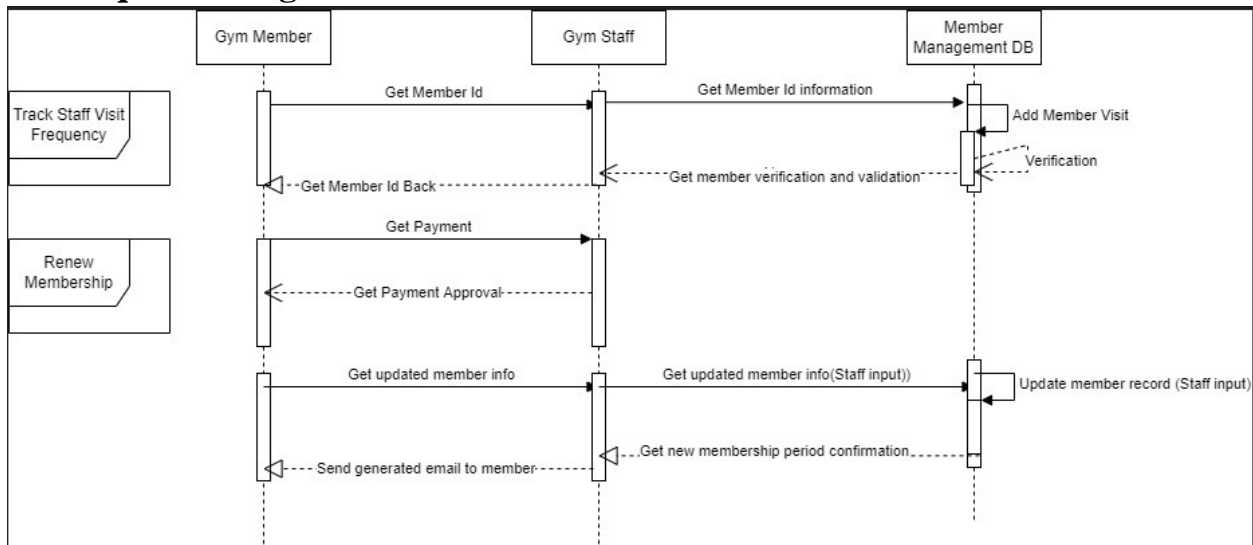 Gym Member
Gym Staff
Member
Management DB
Track Staff Visit
Frequency
Get Member Id
Get Member Id information
Add Member Visit
Verification
Get member verification and validation
Get Member Id Back
Get Payment
Renew
Membership
Get Payment Approval
Get updated member info
Get updated member info(Staff input))
Update member record (Staff input)
Get new membership period confirmation
Send generated email to member